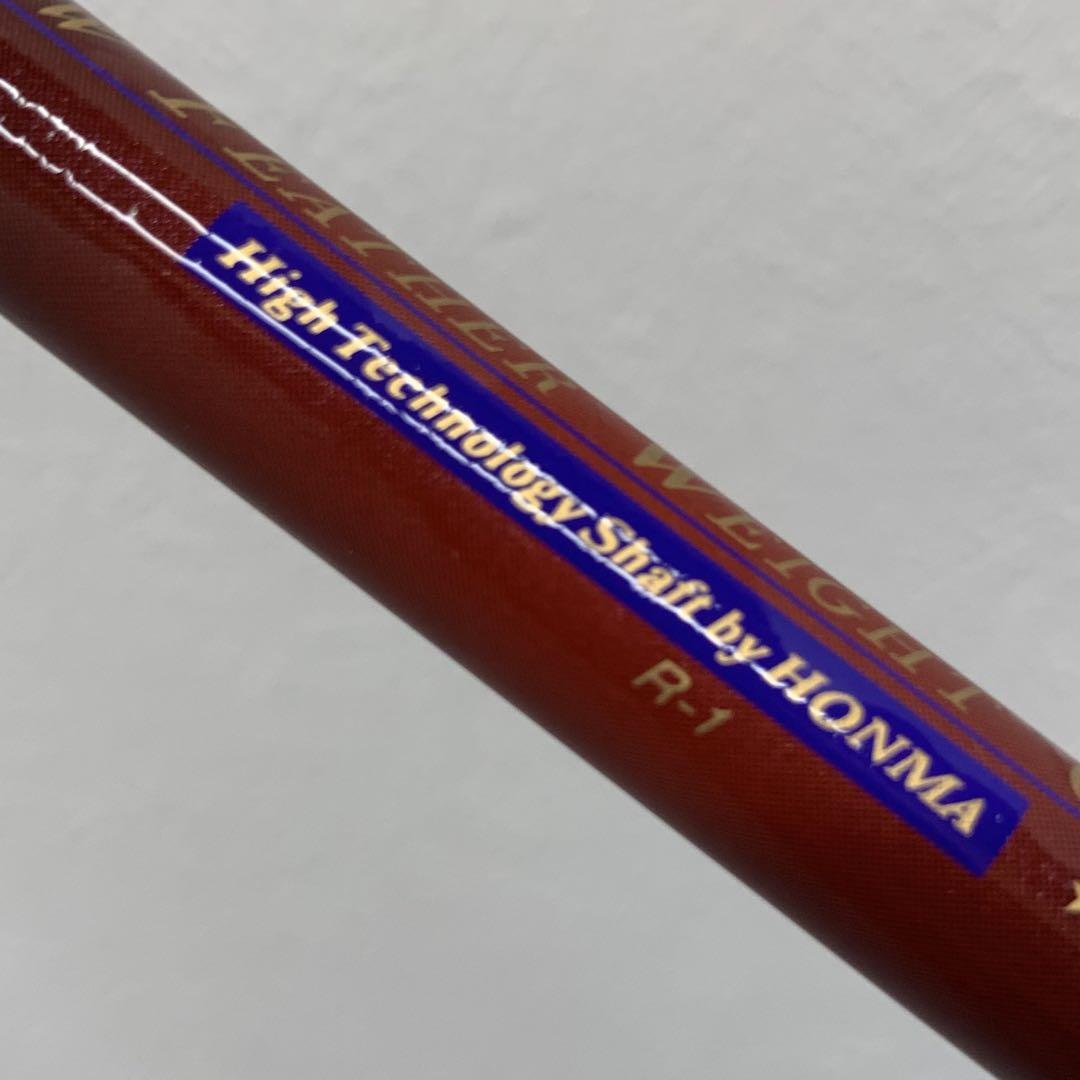 FEATHER WEIGHT
High Technology Shaft by HONMA
R-1